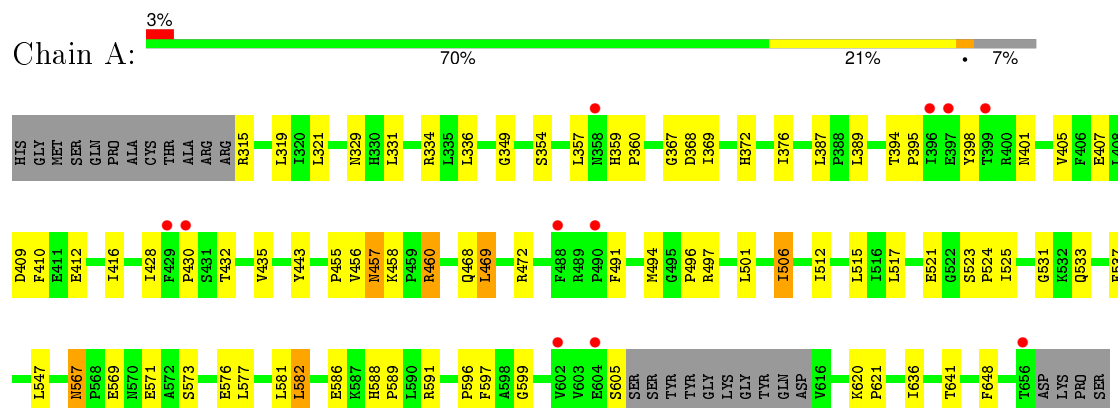 3%
Chain A:
70% 21% • 7%
HIS GLY MET SER GLN PRO ALA CYS THR ALA ARG ARG R315 L319 I320 L321 N329 H330 L331 R334 L335 L336 G349 S354 L357 N358 H359 P360 G367 D368 I369 H372 I376 L387 P388 L389 T394 P395 I396 E397 Y398 T399 R400 N401 V405 F406 E407 L408
D409 F410 E411 E412 I416 I428 F429 P430 S431 T432 V435 Y443 P455 V456 N457 K458 P459 R460 Q468 L469 R472 F488 R489 P490 F491 M494 G495 P496 R497 L501 I506 I512 L515 I516 L517 E521 G522 S523 P524 I525 G531 K532 Q533 E537
L547 N567 P568 E569 N570 E571 A572 S573 E576 L577 L581 L582 E586 K587 H588 P589 L590 R591 P596 F597 A598 G599 V602 V603 E604 S605 SER SER TYR TYR GLY LYS GLY TYR GLN ASP V616 K620 P621 I636 T641 F648 T656 ASP LYS PRO SER